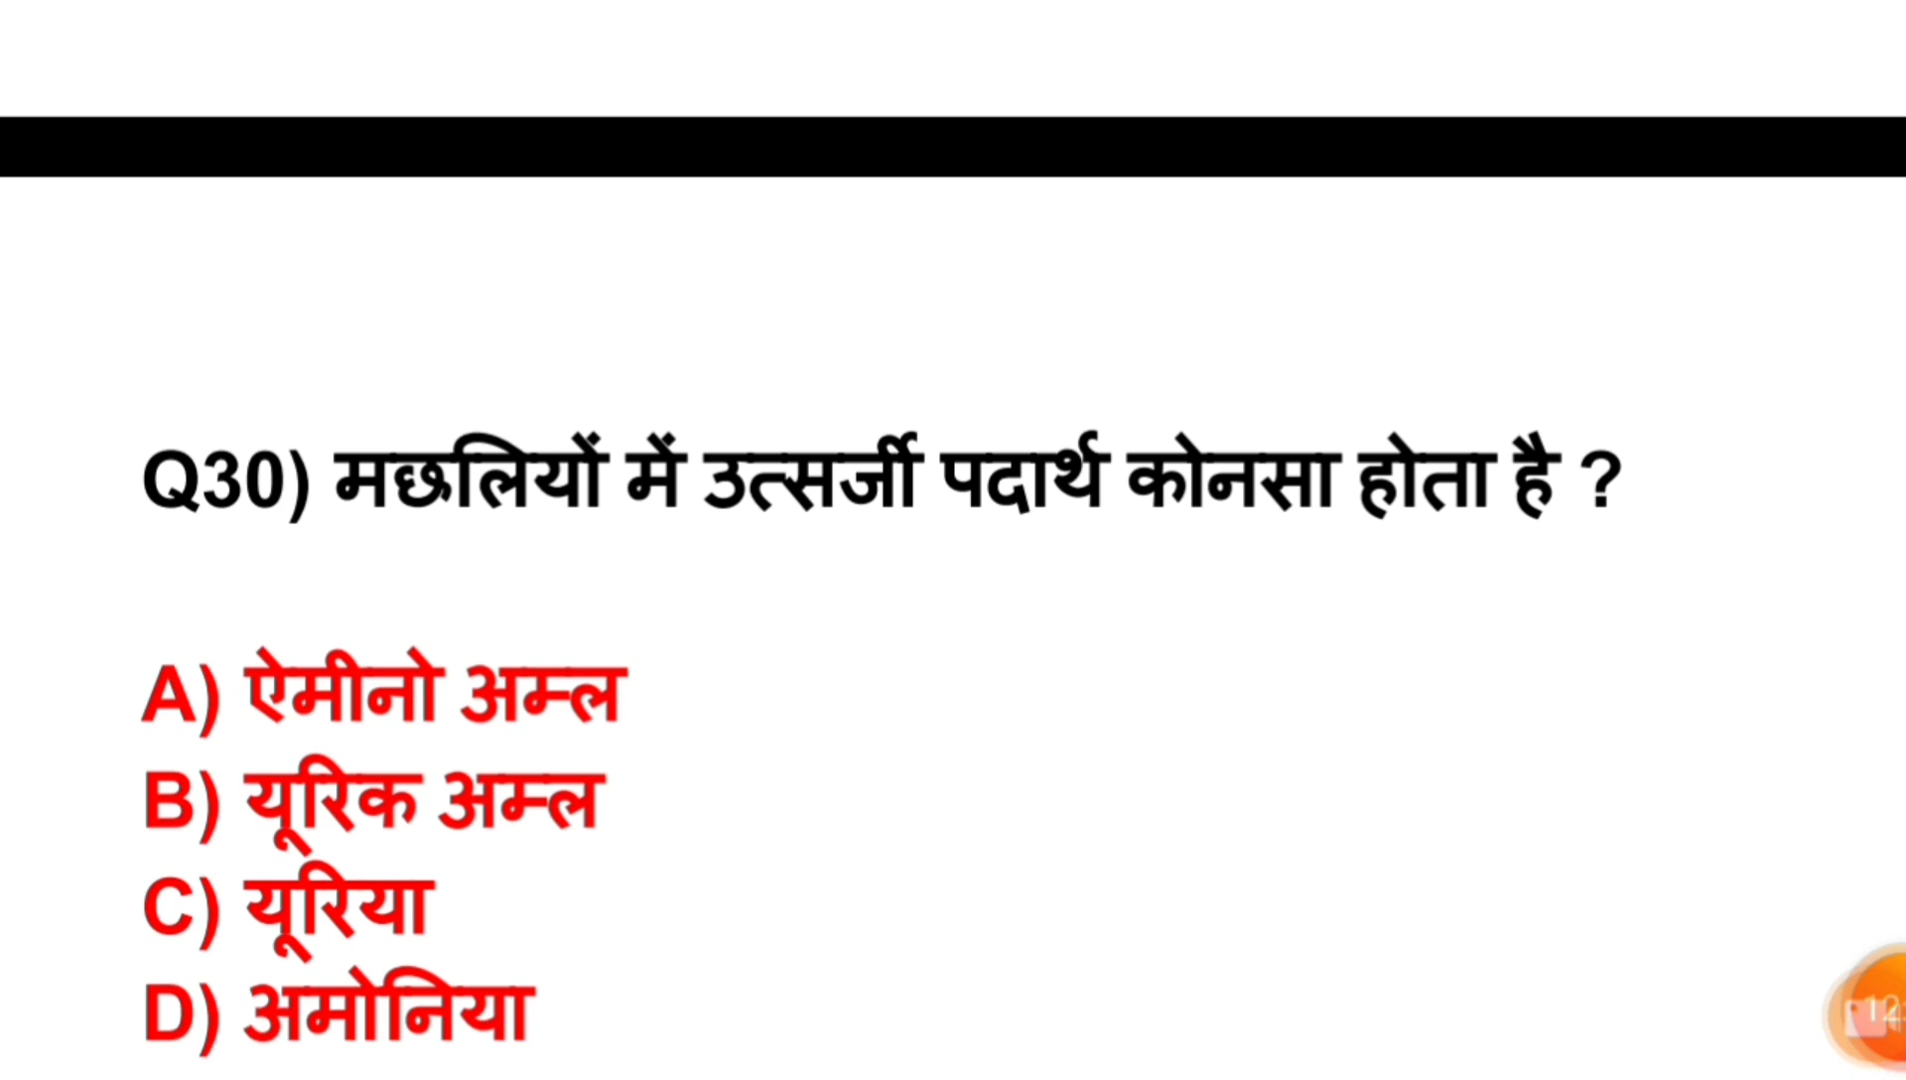 Q30) मछलियों में उत्सर्जी पदार्थ कोनसा होता है ?
A) ऐमीनो अम्ल
B) यूरिक अम्ल
C) यूरिया
D) अमोनिया